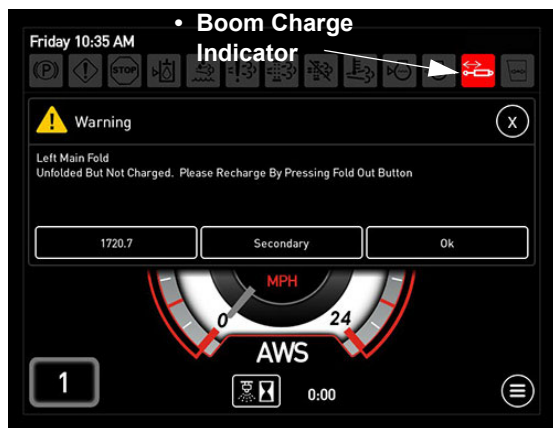 • Boom Charge
Indicator
Friday 10:35 AM
(P) STOP
Warning
X
Left Main Fold
Unfolded But Not Charged. Please Recharge By Pressing Fold Out Button
1720.7 Secondary Ok
MPH
0 24
AWS
1 0:00